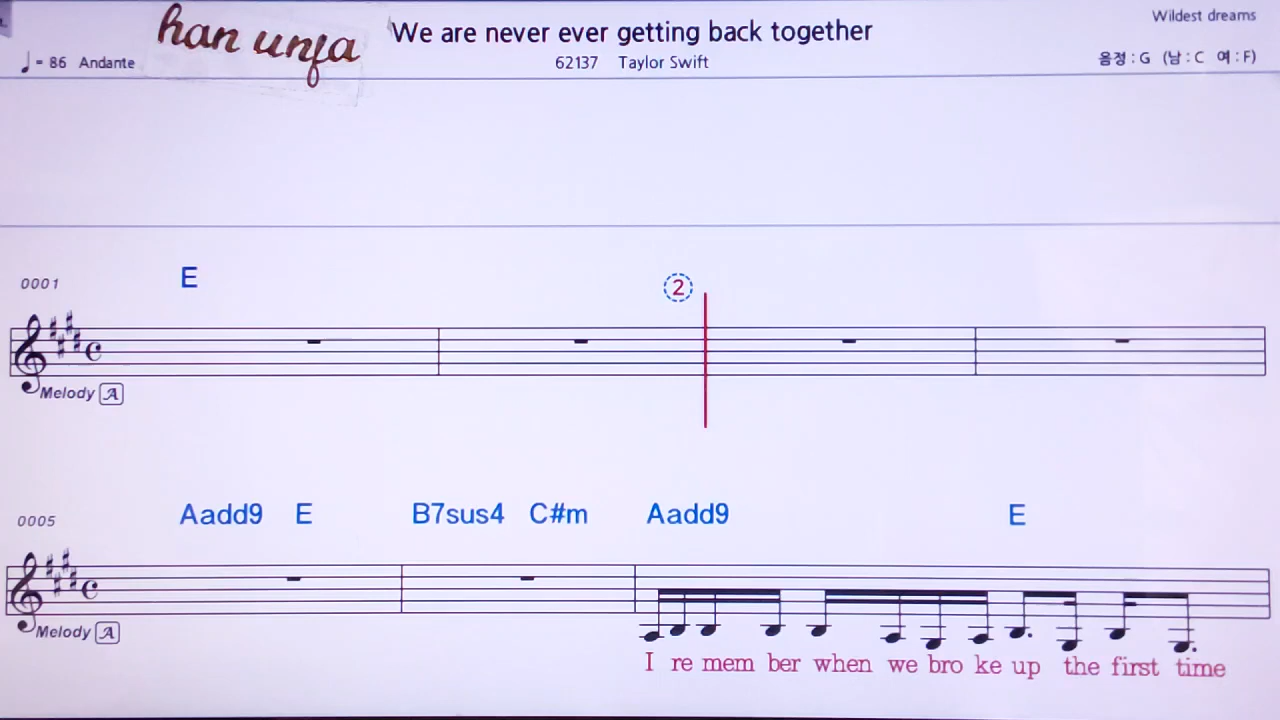 han unfa
We are never ever getting back together
Wildest dreams
♩ = 86 Andante
62137 Taylor Swift
음정 : G (남 : C 여 : F)
0001
E
2
Melody A
0005
Aadd9 E B7sus4 C#m Aadd9 E
Melody A
I re mem ber when we bro ke up the first time